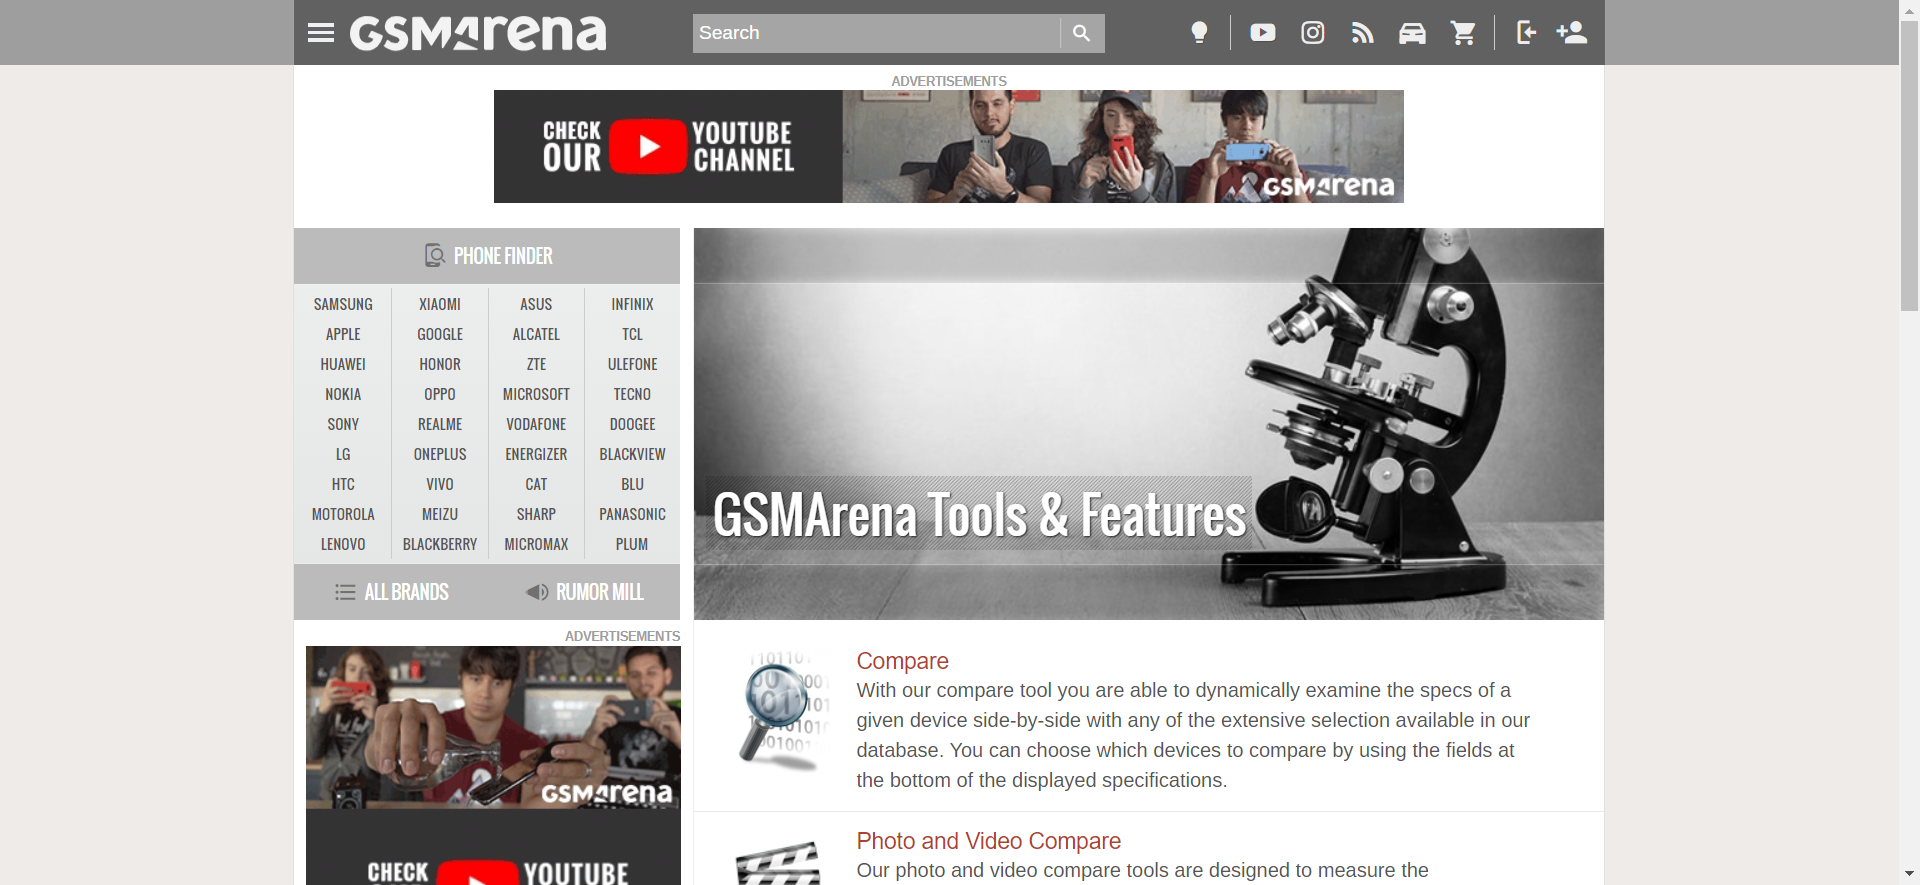 GSMArena
Search
ADVERTISEMENTS
CHECK OUR YOUTUBE CHANNEL
GSMArena
PHONE FINDER
SAMSUNG XIAOMI ASUS INFINIX
APPLE GOOGLE ALCATEL TCL
HUAWEI HONOR ZTE ULEFONE
NOKIA OPPO MICROSOFT TECNO
SONY REALME VODAFONE DOOGEE
LG ONEPLUS ENERGIZER BLACKVIEW
HTC VIVO CAT BLU
MOTOROLA MEIZU SHARP PANASONIC
LENOVO BLACKBERRY MICROMAX PLUM
ALL BRANDS RUMOR MILL
GSMArena Tools & Features
ADVERTISEMENTS
GSMArena
CHECK YOUTUBE
Compare
With our compare tool you are able to dynamically examine the specs of a
given device side-by-side with any of the extensive selection available in our
database. You can choose which devices to compare by using the fields at
the bottom of the displayed specifications.
Photo and Video Compare
Our photo and video compare tools are designed to measure the